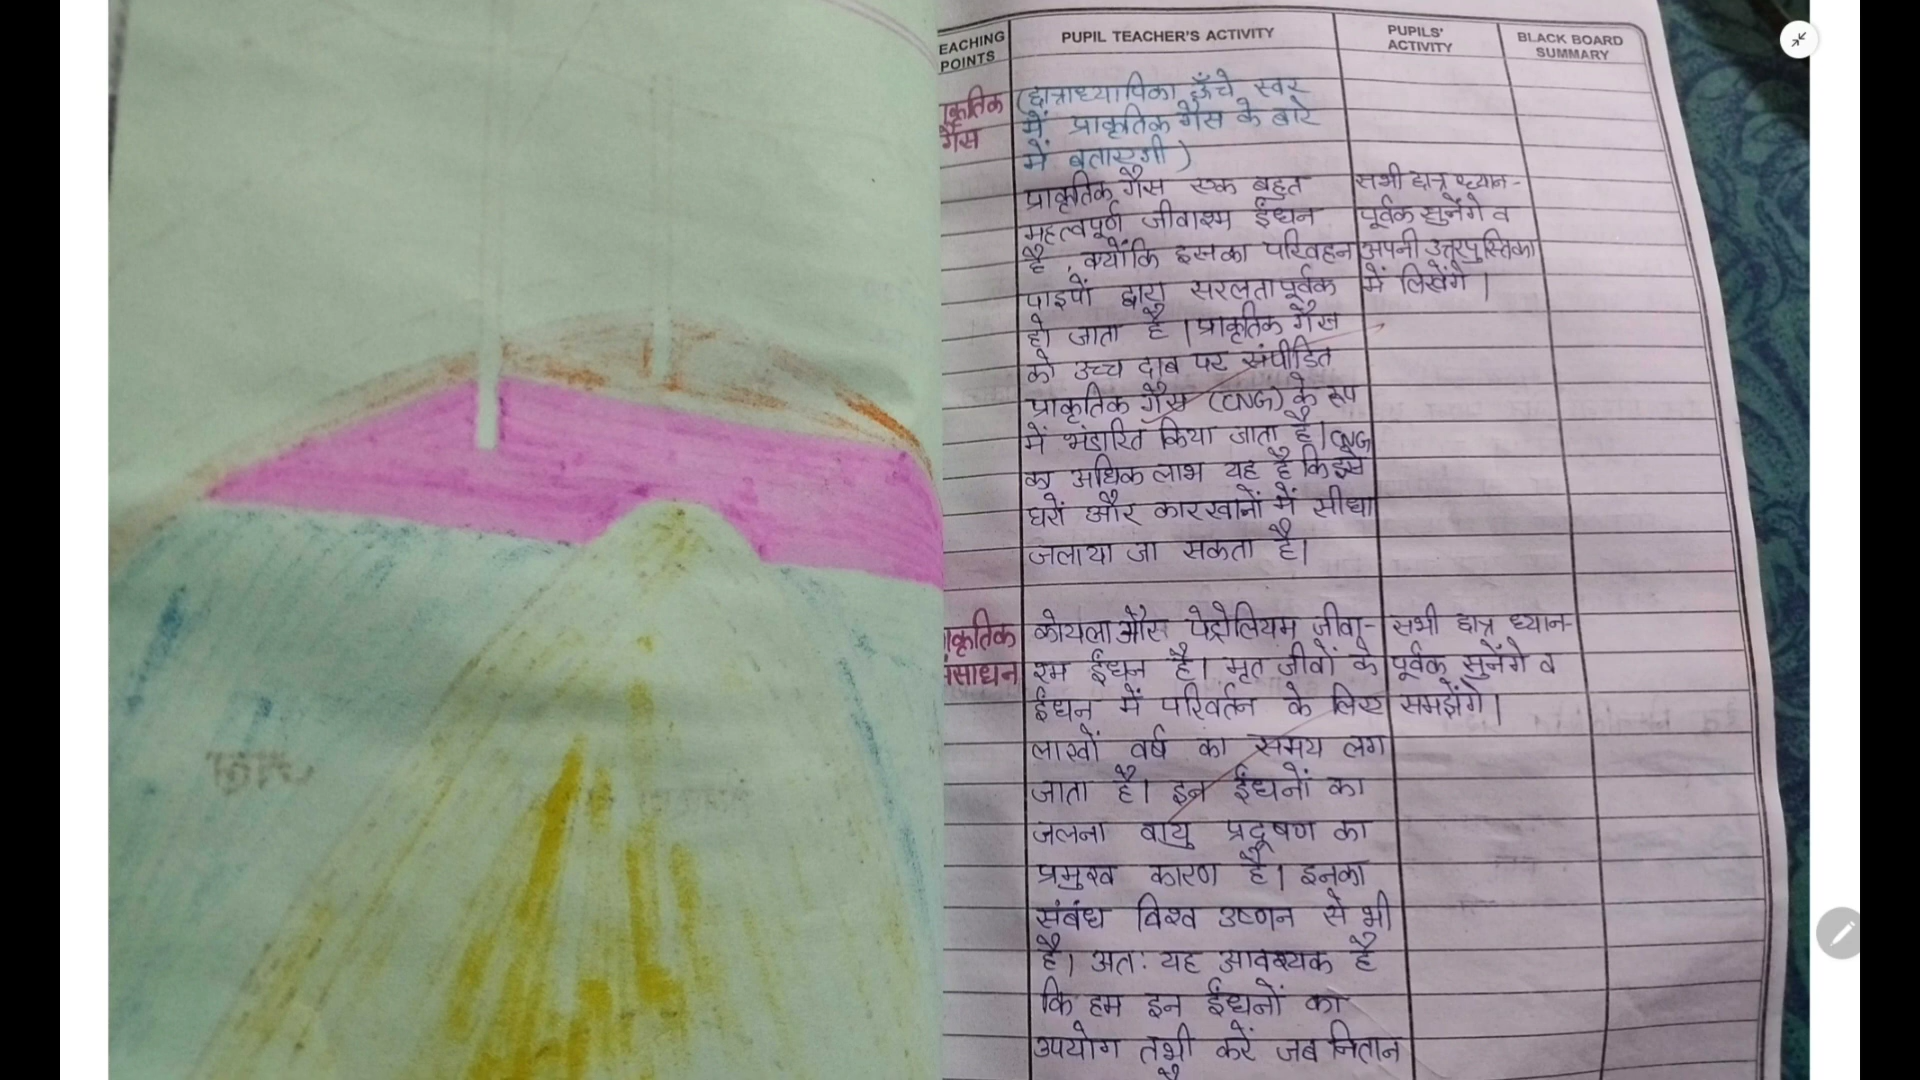 EACHING POINTS
PUPIL TEACHER'S ACTIVITY
PUPILS' ACTIVITY
BLACK BOARD SUMMARY
ाकृतिक
गैस
(छात्राध्यापिका ऊँचे स्वर
में प्राकृतिक गैस के बारे
में बताएगी)
प्राकृतिक गैस एक बहुत
महत्वपूर्ण जीवाश्म ईंधन
है, क्योंकि इसका परिवहन
पाइपों द्वारा सरलतापूर्वक
हो जाता है। प्राकृतिक गैस
को उच्च दाब पर संपीडित
प्राकृतिक गैस (CNG) के रूप
में भंडारित किया जाता है। CNG
का अधिक लाभ यह है कि इसे
घरों और कारखानों में सीधा
जलाया जा सकता है।
सभी छात्र ध्यान-
पूर्वक सुनेंगे व
अपनी उत्तरपुस्तिका
में लिखेंगे।
ाकृतिक
संसाधन
कोयला और पेट्रोलियम जीवा-
श्म ईंधन है। मृत जीवों के
ईंधन में परिवर्तन के लिए
लाखों वर्ष का समय लग
जाता है। इन ईंधनों का
जलना वायु प्रदूषण का
प्रमुख कारण है। इनका
संबंध विश्व उष्णन से भी
है। अत: यह आवश्यक है
कि हम इन ईंधनों का
उपयोग तभी करें जब नितान
सभी छात्र ध्यान-
पूर्वक सुनेंगे व
समझेंगे।